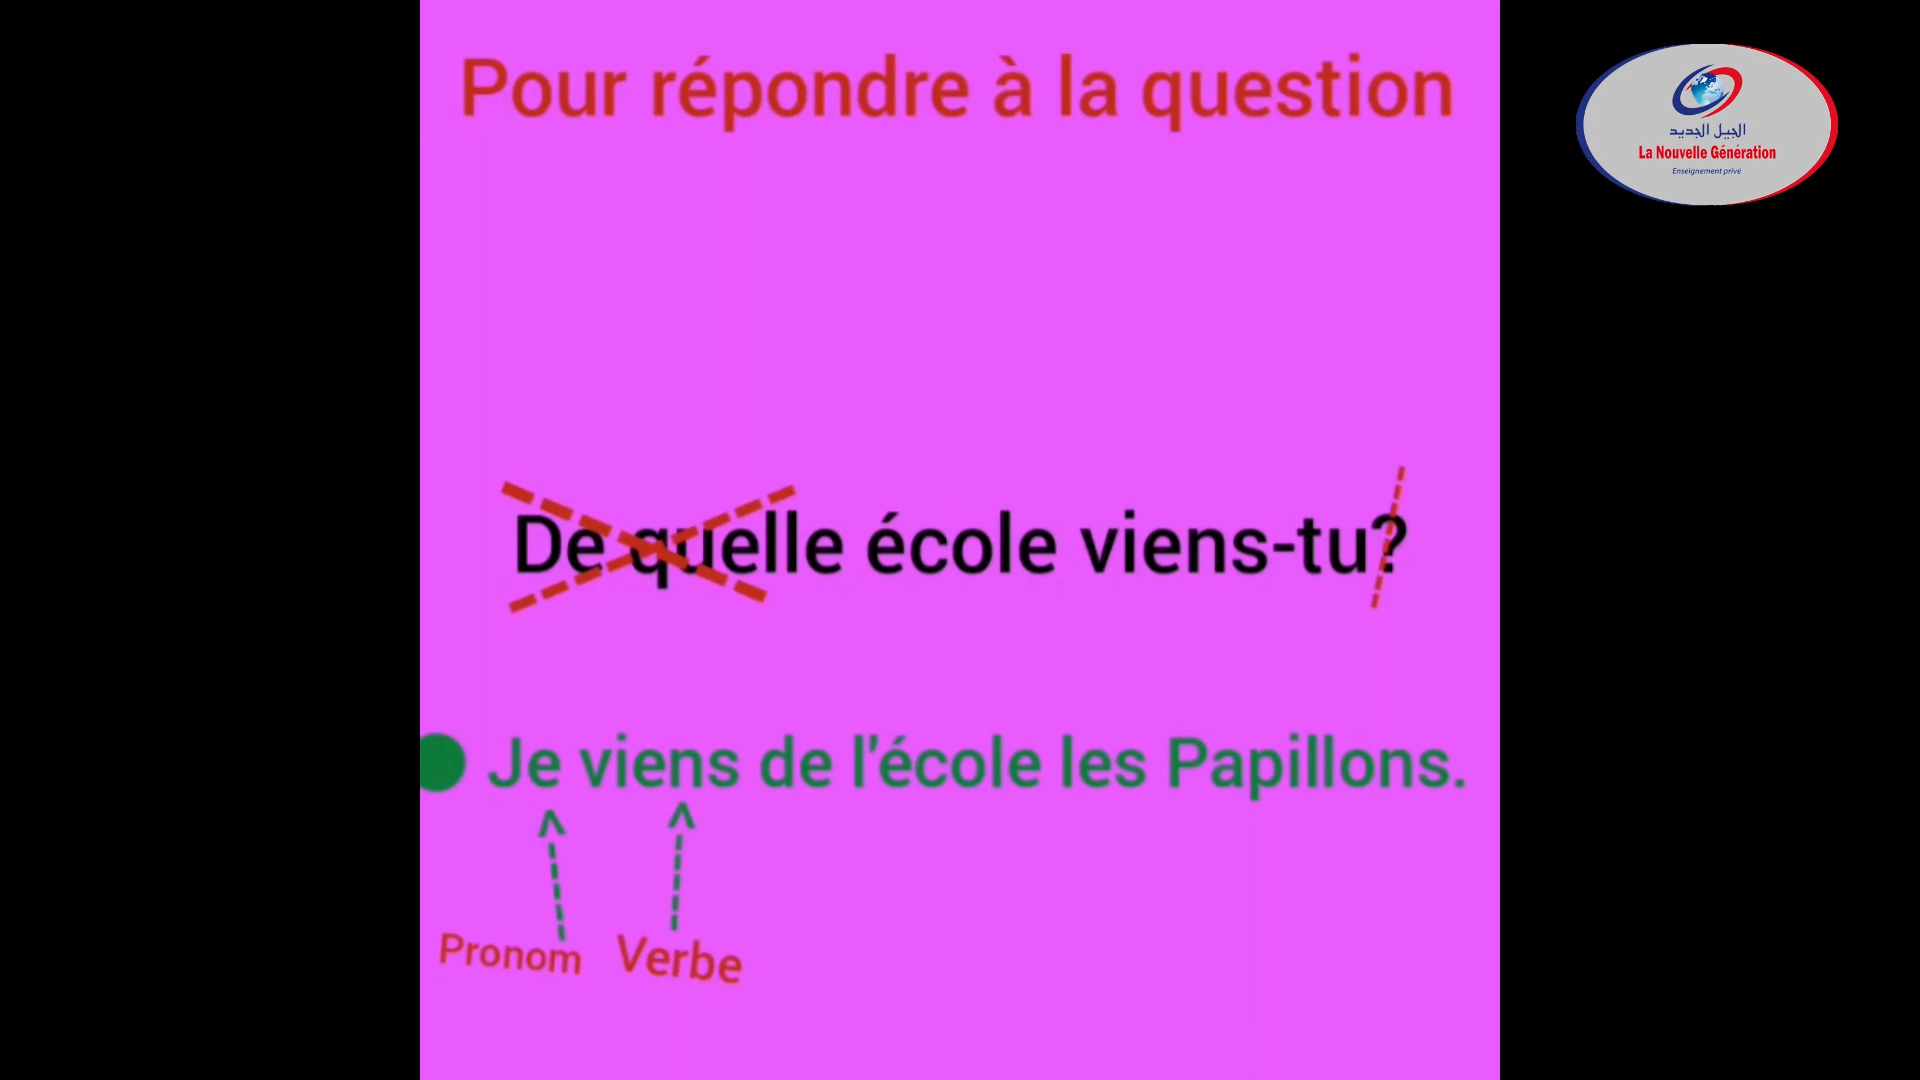 Pour répondre à la question
الجيل الجديد
La Nouvelle Génération
Enseignement privé
De quelle école viens-tu?
Je viens de l'école les Papillons.
Pronom Verbe